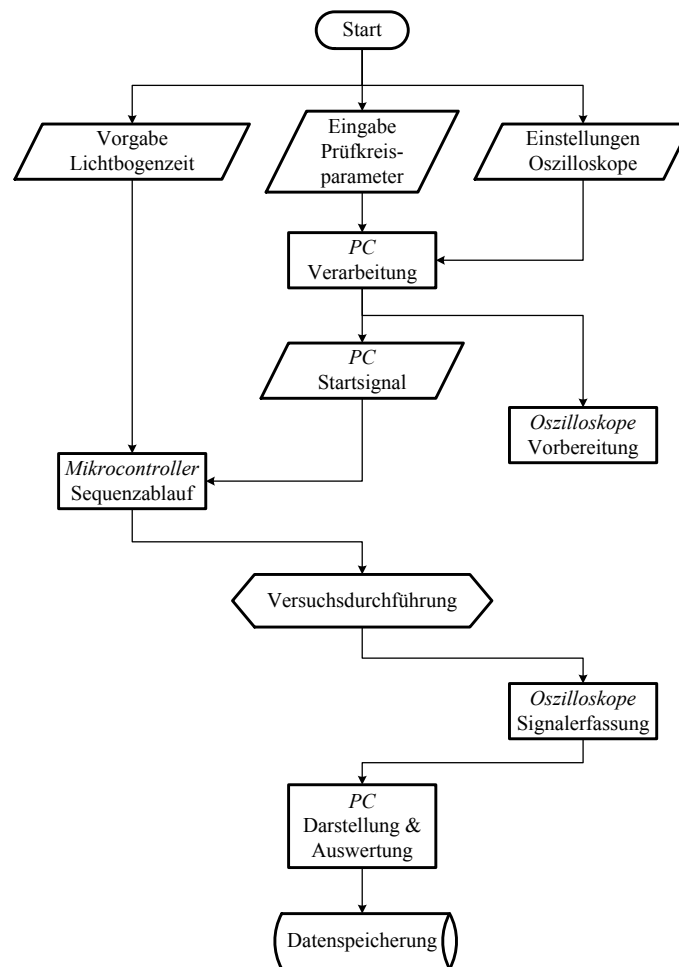 Start
Vorgabe
Lichtbogenzeit
Eingabe
Prüfkreis-
parameter
Einstellungen
Oszilloskope
PC
Verarbeitung
PC
Startsignal
Oszilloskope
Vorbereitung
Mikrocontroller
Sequenzablauf
Versuchsdurchführung
Oszilloskope
Signalerfassung
PC
Darstellung &
Auswertung
Datenspeicherung